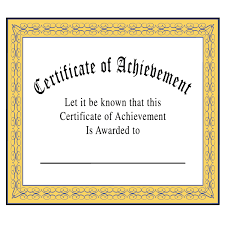 Certificate of Achievement
Let it be known that this
Certificate of Achievement
Is Awarded to